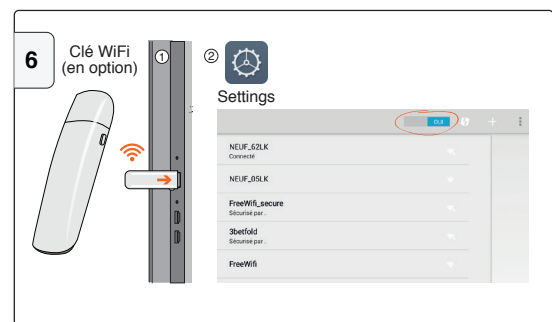 6
Clé WiFi
(en option)
①
②
Settings
OUI
NEUF_62LK
Connecté
NEUF_05LK
FreeWifi_secure
Sécurisé par .
3betfold
Sécurisé par .
FreeWifi